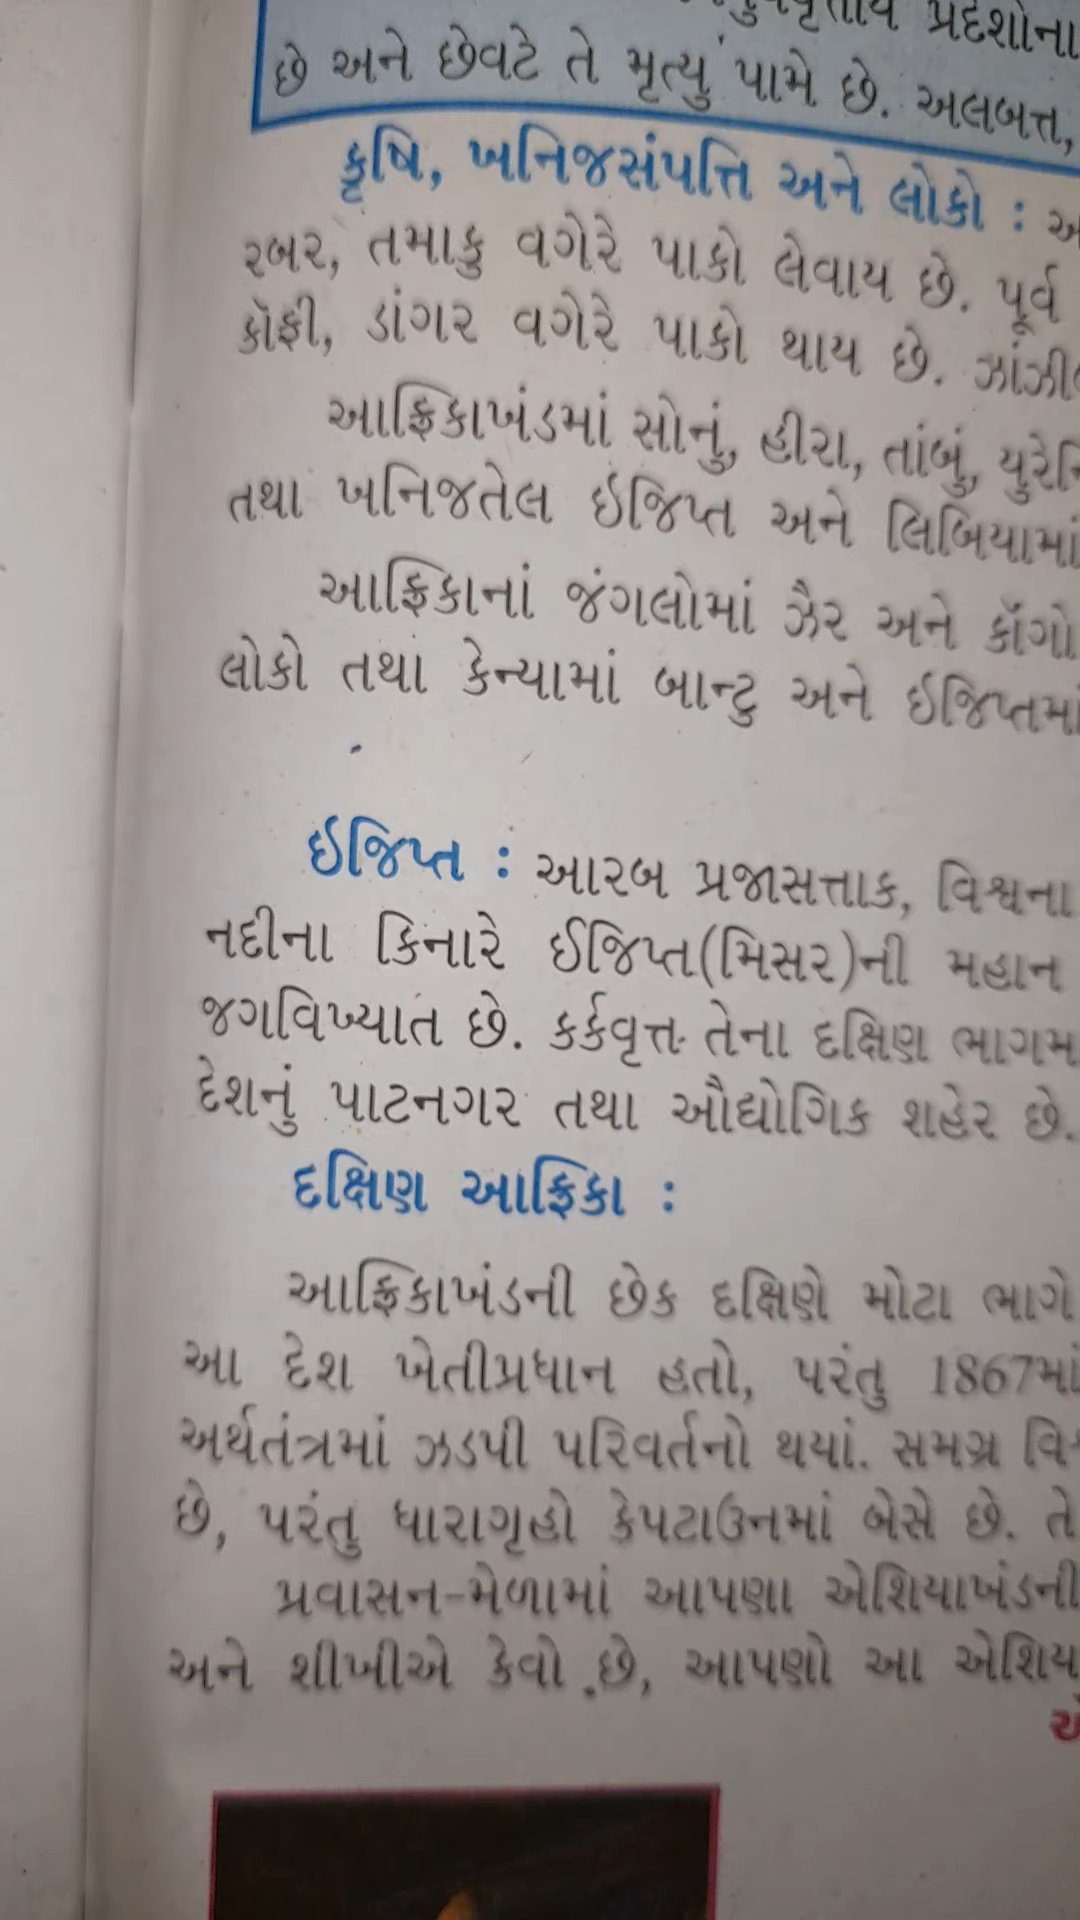 પ્રદેશોના
છે અને છેવટે તે મૃત્યુ પામે છે. અલબત્ત,
કૃષિ, ખનિજસંપત્તિ અને લોકો :
રબર, તમાકુ વગેરે પાકો લેવાય છે. પૂર્વ
કૉફી, ડાંગર વગેરે પાકો થાય છે.
આફ્રિકાખંડમાં સોનું, હીરા, તાંબું,
તથા ખનિજતેલ ઇજિપ્ત અને લિબિયામાં
આફ્રિકાનાં જંગલોમાં ઝૈર અને કૉંગો
લોકો તથા કેન્યામાં બાન્ટુ અને ઇજિપ્તમાં
ઇજિપ્ત : આરબ પ્રજાસત્તાક, વિશ્વના
નદીના કિનારે ઈજિપ્ત(મિસર)ની મહાન
જગવિખ્યાત છે. કર્કવૃત્ત તેના દક્ષિણ
દેશનું પાટનગર તથા ઔદ્યોગિક શહેર છે.
દક્ષિણ આફ્રિકા :
આફ્રિકાખંડની છેક દક્ષિણે મોટા ભાગે
આ દેશ ખેતીપ્રધાન હતો, પરંતુ 1867માં
અર્થતંત્રમાં ઝડપી પરિવર્તનો થયાં. સમગ્ર
છે, પરંતુ ધારાગૃહો કેપટાઉનમાં બેસે છે. તે
પ્રવાસન-મેળામાં આપણા એશિયાખંડની
અને શીખીએ કેવો છે, આપણો આ